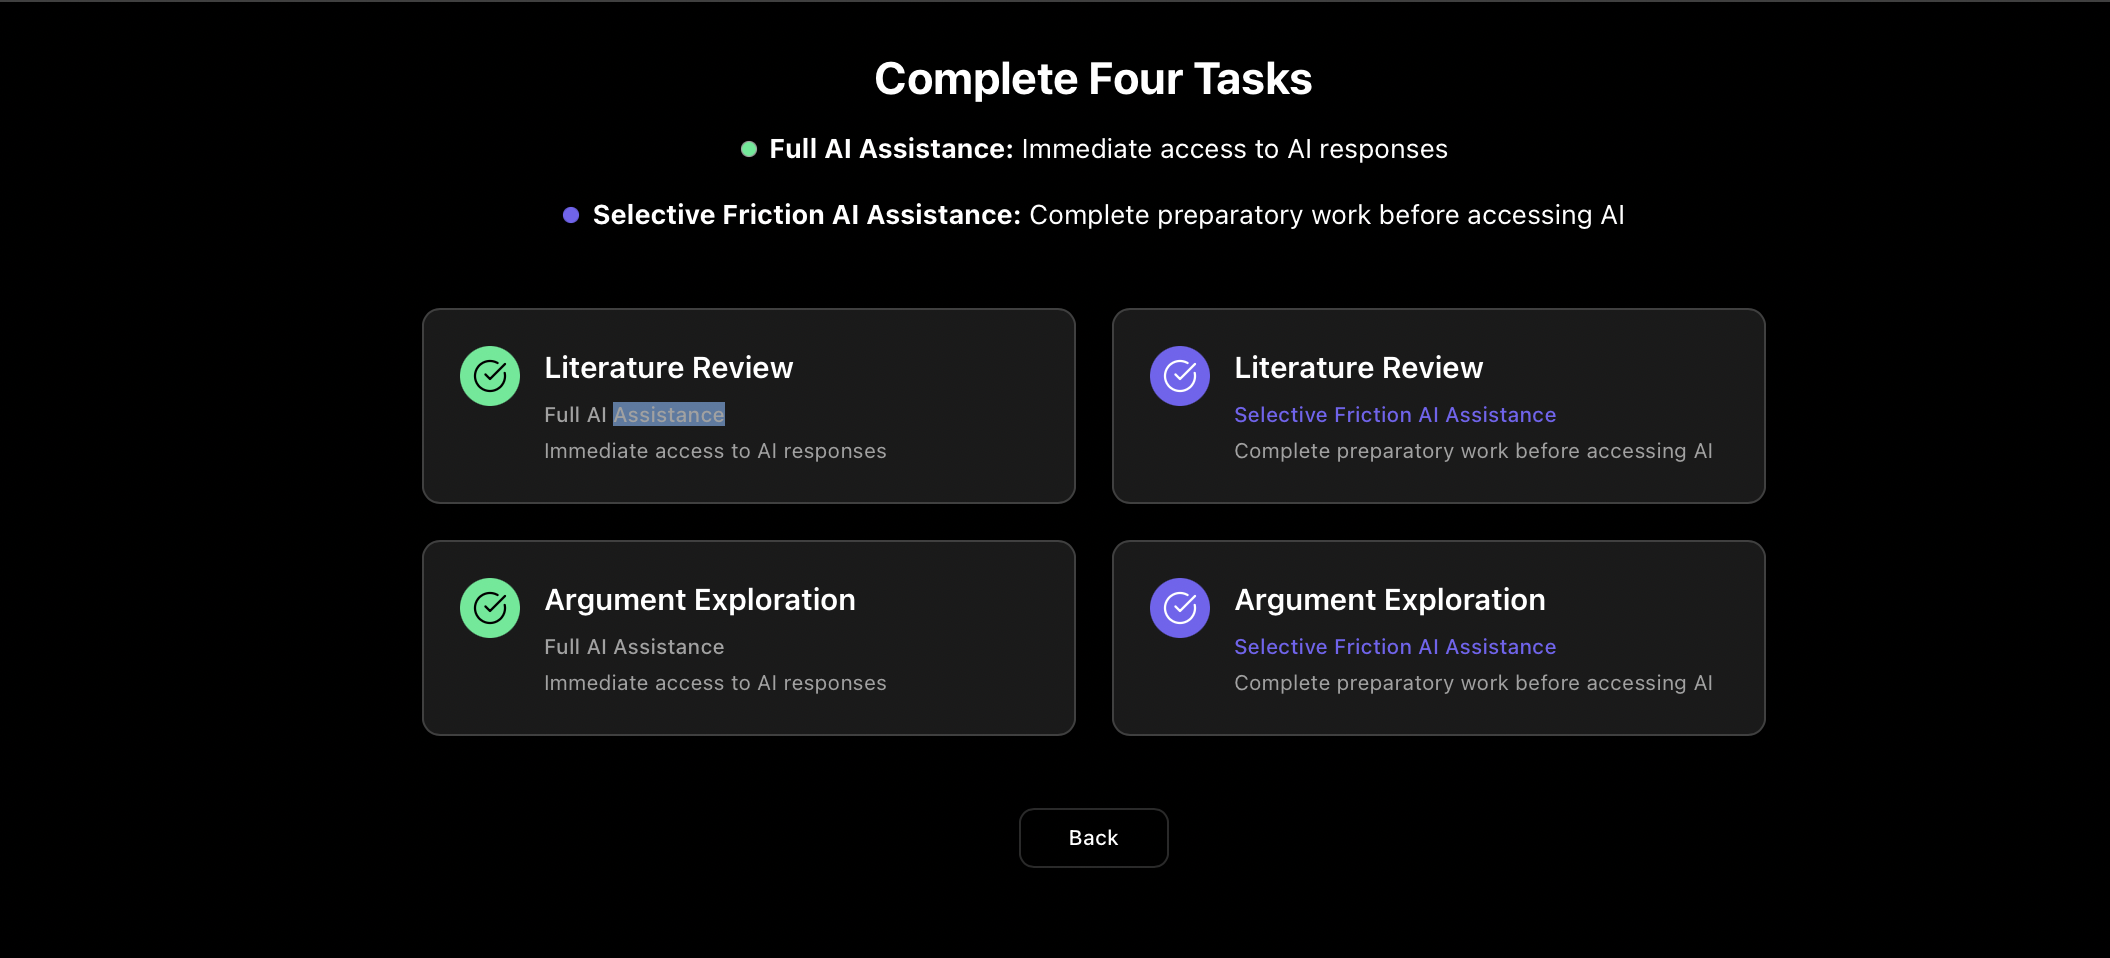 Complete Four Tasks
Full AI Assistance: Immediate access to AI responses
Selective Friction AI Assistance: Complete preparatory work before accessing AI
Literature Review
Full AI Assistance
Immediate access to AI responses
Literature Review
Selective Friction AI Assistance
Complete preparatory work before accessing AI
Argument Exploration
Full AI Assistance
Immediate access to AI responses
Argument Exploration
Selective Friction AI Assistance
Complete preparatory work before accessing AI
Back